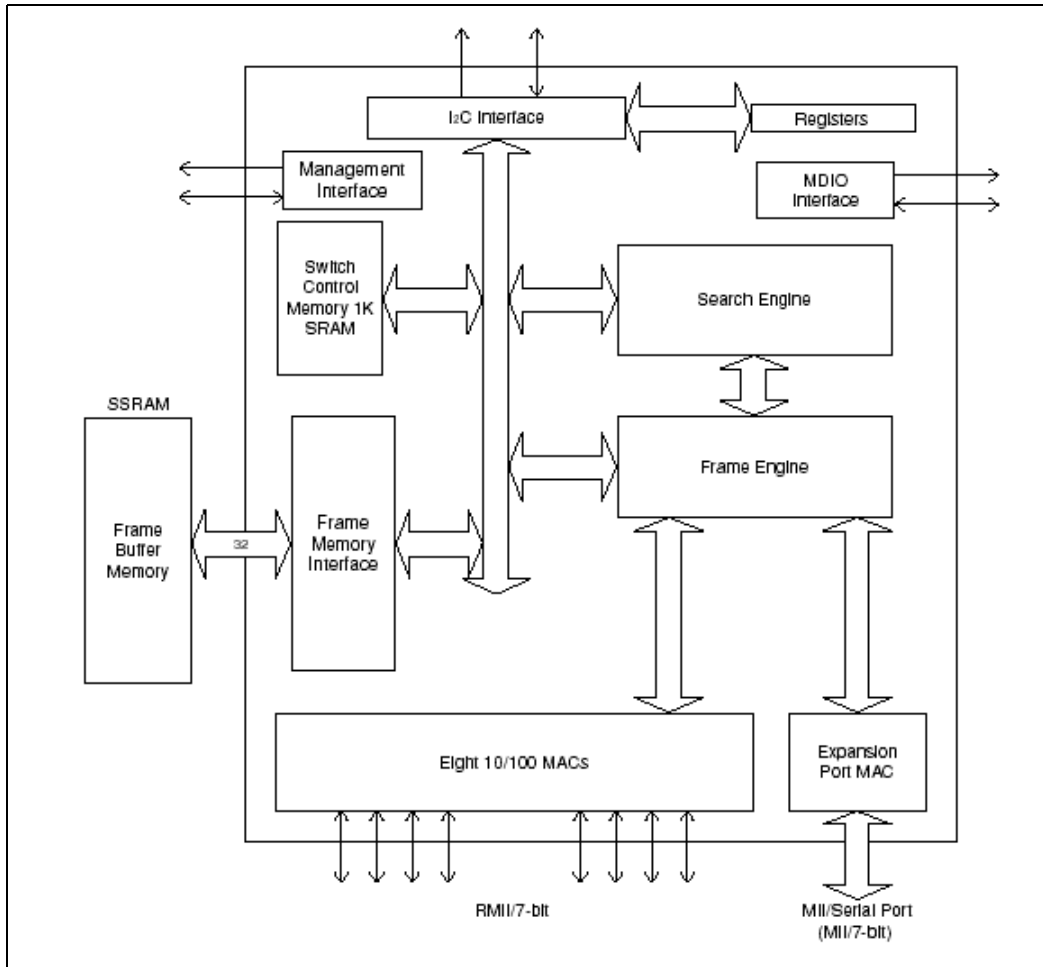 I2C Interface
Registers
Management
Interface
MDIO
Interface
Switch
Control
Memory 1K
SRAM
Search Engine
SSRAM
Frame
Buffer
Memory
32
Frame
Memory
Interface
Frame Engine
Eight 10/100 MACs
Expansion
Port MAC
RMII/7-bit
MII/Serial Port
(MII/7-bit)